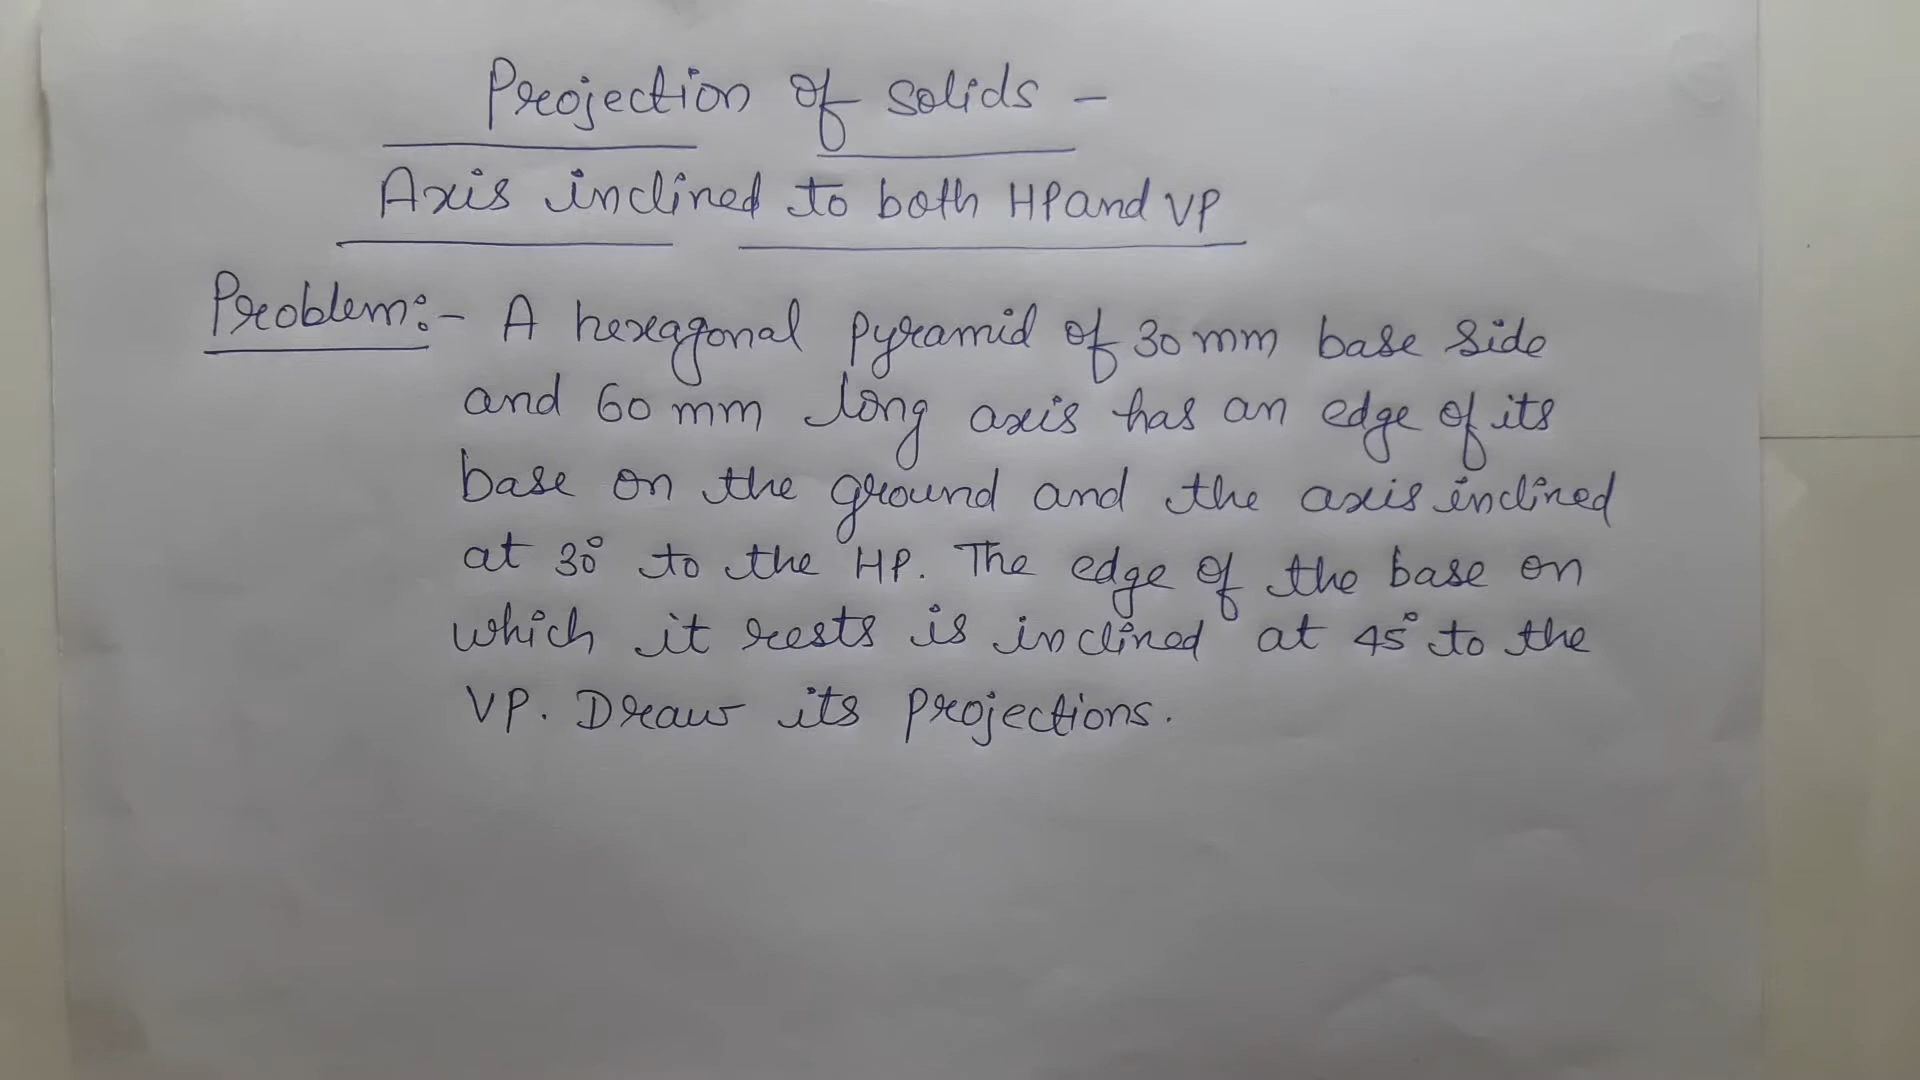 Projection of solids -
Axis inclined to both HP and VP
Problem:- A hexagonal pyramid of 30 mm base side
and 60 mm long axis has an edge of its
base on the ground and the axis inclined
at 30° to the HP. The edge of the base on
which it rests is inclined at 45° to the
VP. Draw its projections.